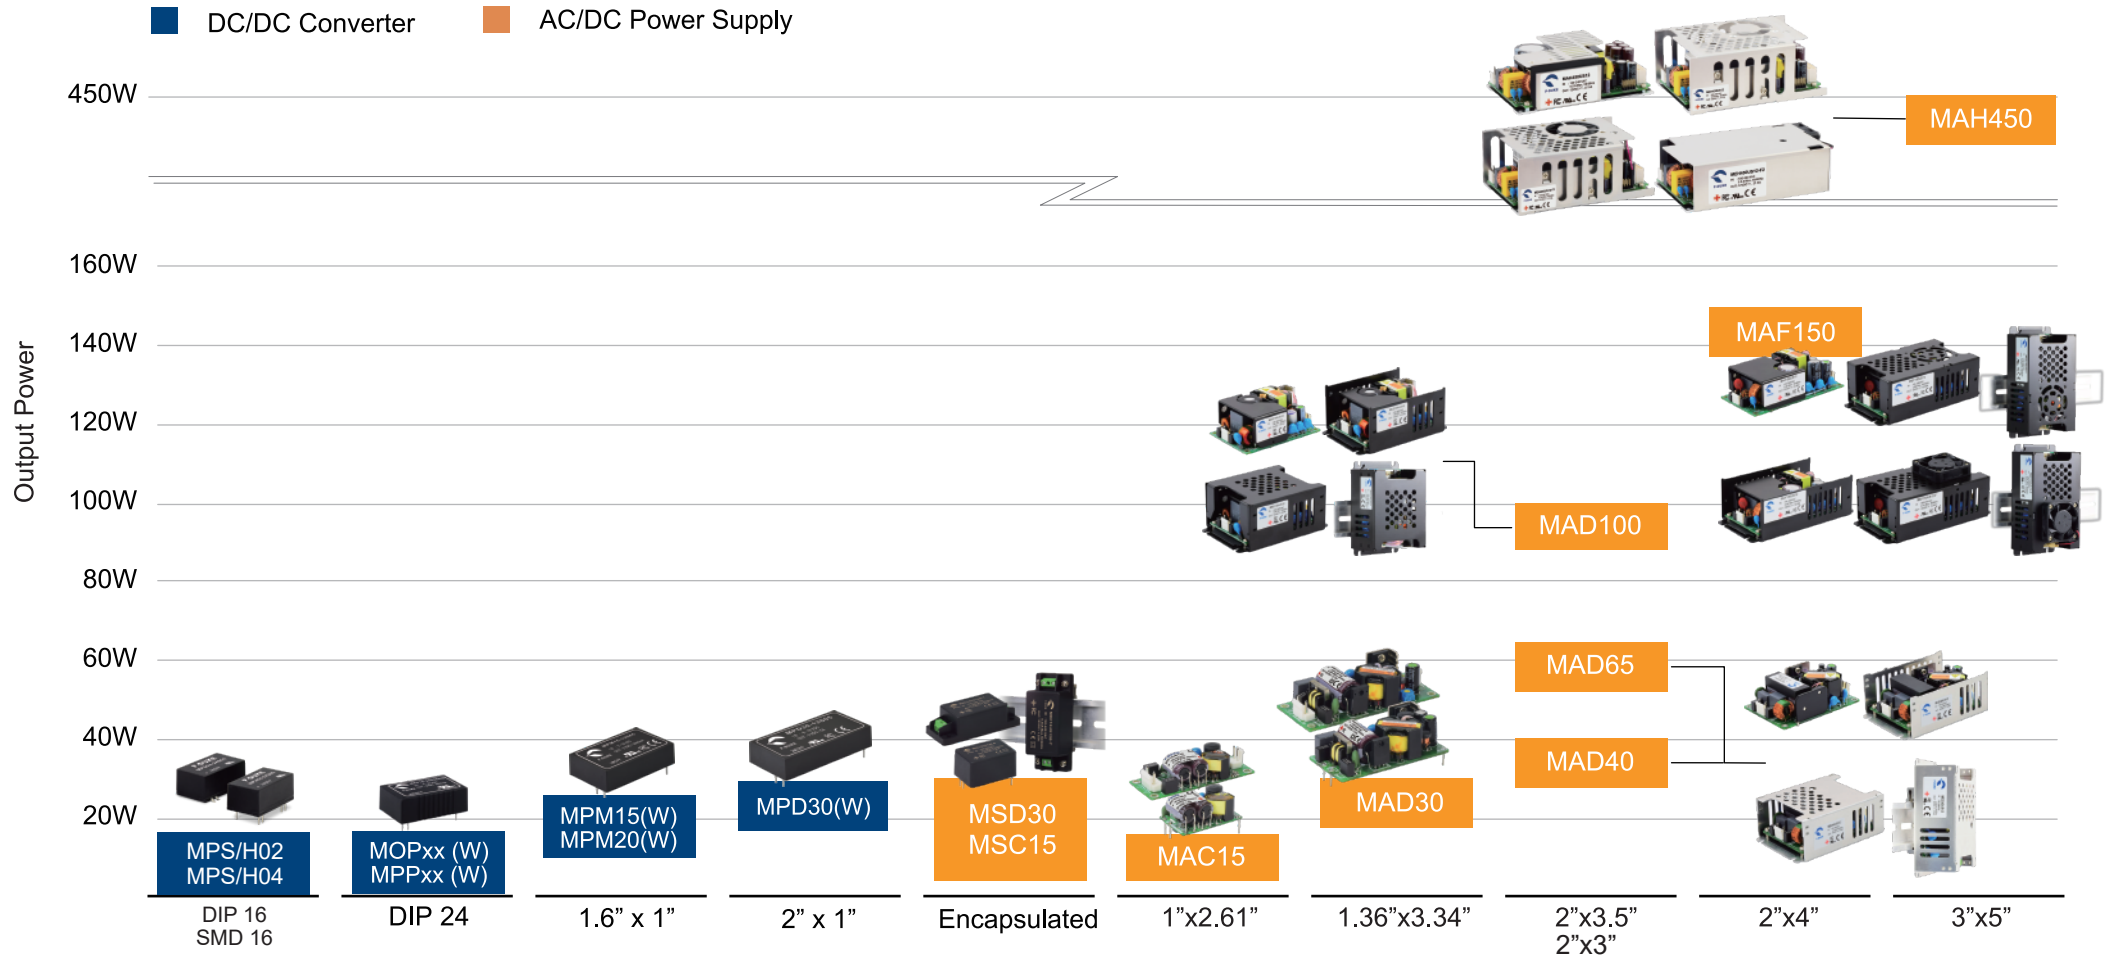 DC/DC Converter
AC/DC Power Supply
450W
MAH450
160W
MAF150
140W
Output Power
120W
100W
MAD100
80W
60W
MAD65
40W
MAD40
20W
MPS/H02
MPS/H04
MOPxx (W)
MPPxx (W)
MPM15(W)
MPM20(W)
MPD30(W)
MSD30
MSC15
MAC15
MAD30
DIP 16
SMD 16
DIP 24
1.6” x 1”
2” x 1”
Encapsulated
1”x2.61”
1.36”x3.34”
2”x3.5”
2”x3”
2”x4”
3”x5”